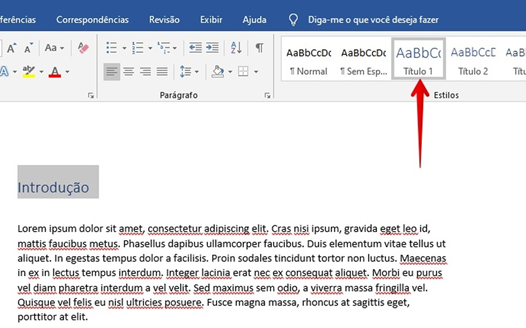 ferências Correspondências Revisão Exibir Ajuda Diga-me o que você deseja fazer
Aa
AaBbCcDc AaBbCcDc AaBbCc AaBbCcD
¶ Normal ¶ Sem Esp... Título 1 Título 2 Títu
Parágrafo Estilos
Introdução
Lorem ipsum dolor sit amet, consectetur adipiscing elit. Cras nisi ipsum, gravida eget leo id,
mattis faucibus metus. Phasellus dapibus ullamcorper faucibus. Duis elementum vitae tellus ut
aliquet. In egestas tempus dolor a facilisis. Proin sodales tincidunt tortor non luctus. Maecenas
in ex in lectus tempus interdum. Integer lacinia erat nec ex consequat aliquet. Morbi eu purus
vel diam pharetra interdum a vel velit. Sed maximus sem odio, a viverra massa fringilla vel.
Quisque vel felis eu nisl ultricies posuere. Fusce magna massa, rhoncus at sagittis eget,
porttitor at elit.